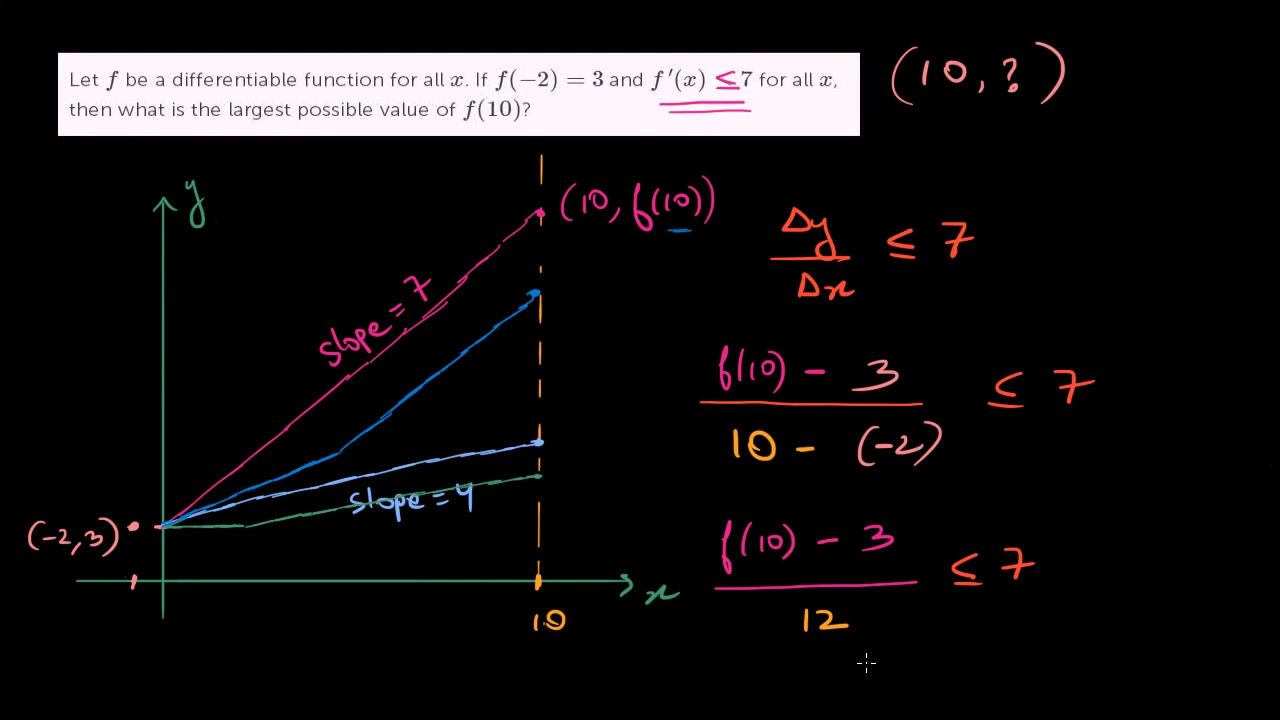 Let f be a differentiable function for all x. If f(−2) = 3 and f′(x) ≤ 7 for all x,
then what is the largest possible value of f(10)?
(10, ?)
y
(10, f(10))
slope = 7
slope = 4
(-2, 3)
x
10
Δy
Δx
≤ 7
f(10) - 3
10 - (-2)
≤ 7
f(10) - 3
12
≤ 7